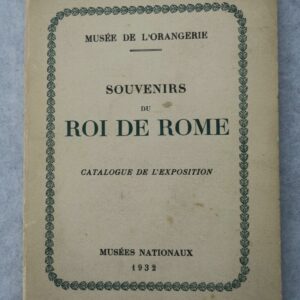 MUSÉE DE L'ORANGERIE
SOUVENIRS
DU
ROI DE ROME
CATALOGUE DE L'EXPOSITION
MUSÉES NATIONAUX
1932